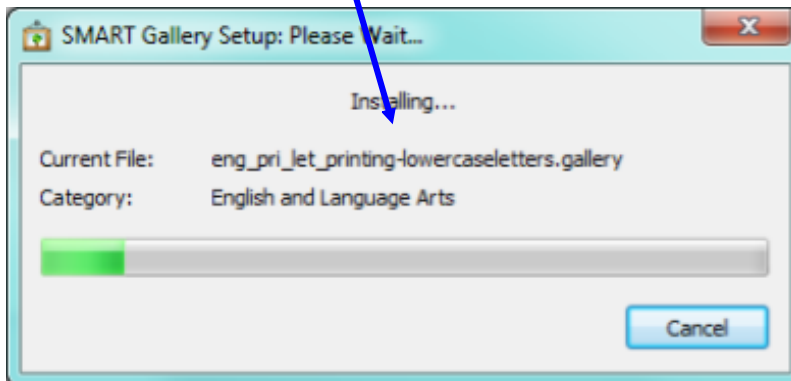 SMART Gallery Setup: Please Wait...
Installing...
Current File: eng_pri_let_printing-lowercaseletters.gallery
Category: English and Language Arts
Cancel